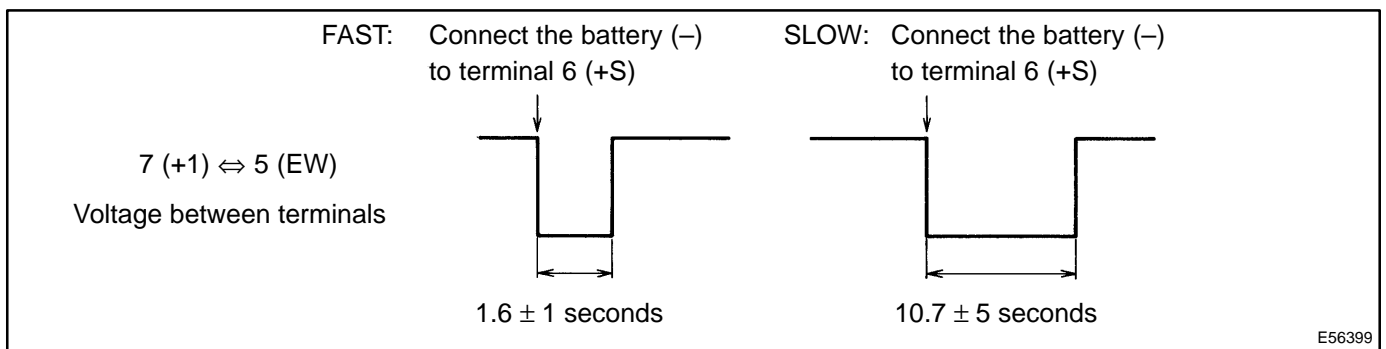 FAST: Connect the battery (–)
to terminal 6 (+S)
SLOW: Connect the battery (–)
to terminal 6 (+S)
7 (+1) ⇔ 5 (EW)
Voltage between terminals
1.6 ± 1 seconds
10.7 ± 5 seconds
E56399